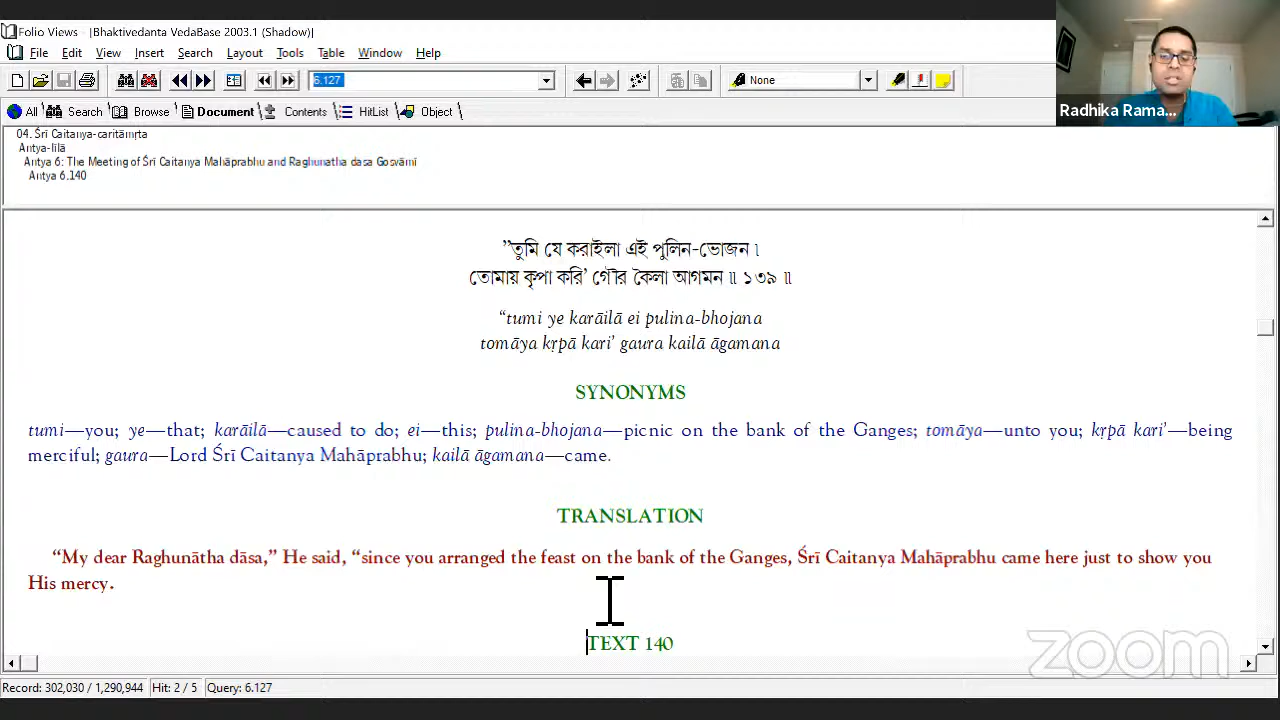 Folio Views - [Bhaktivedanta VedaBase 2003.1 (Shadow)]
File Edit View Insert Search Layout Tools Table Window Help
6.127 None
All Search Browse Document Contents HitList Object
Radhika Rama...
04. Śrī Caitanya-caritāmṛta
Antya-līlā
Antya 6: The Meeting of Śrī Caitanya Mahāprabhu and Raghunātha dāsa Gosvāmī
Antya 6.140
”তুমি যে করাইলা এই পুলিন-ভোজন ৷
তোমায় কৃপা করি’ গৌর কৈলা আগমন ॥ ১৩৯ ॥
“tumi ye karāilā ei pulina-bhojana
tomāya kṛpā kari’ gaura kailā āgamana
SYNONYMS
tumi—you; ye—that; karāilā—caused to do; ei—this; pulina-bhojana—picnic on the bank of the Ganges; tomāya—unto you; kṛpā kari’—being
merciful; gaura—Lord Śrī Caitanya Mahāprabhu; kailā āgamana—came.
TRANSLATION
“My dear Raghunātha dāsa,” He said, “since you arranged the feast on the bank of the Ganges, Śrī Caitanya Mahāprabhu came here just to show you
His mercy.
TEXT 140
zoom
Record: 302,030 / 1,290,944 Hit: 2 / 5 Query: 6.127